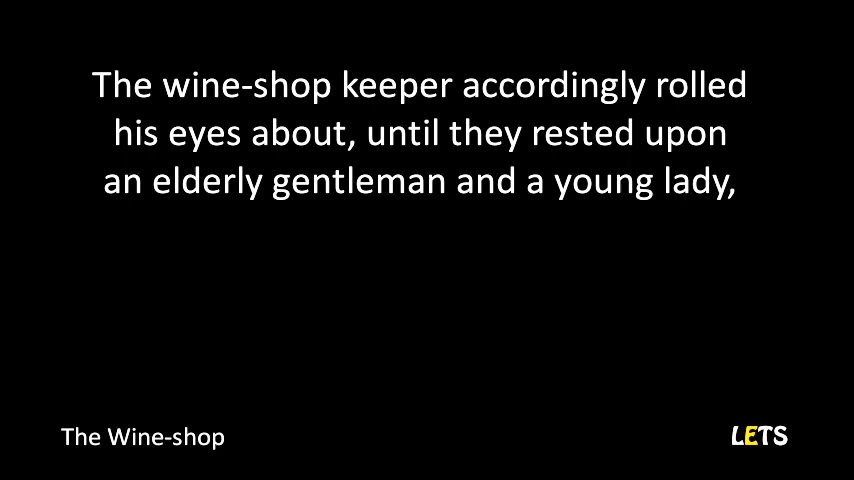 The wine-shop keeper accordingly rolled
his eyes about, until they rested upon
an elderly gentleman and a young lady,
The Wine-shop
LETS